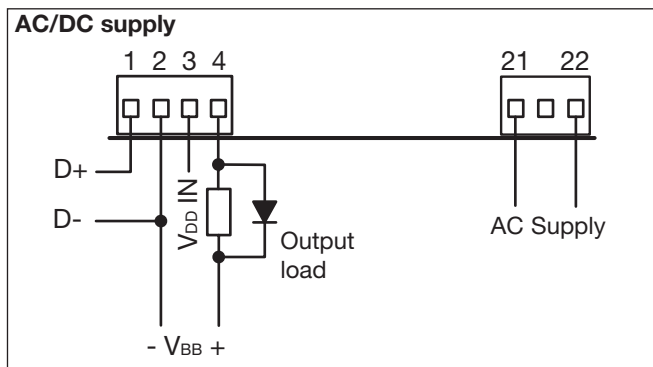 AC/DC supply
1 2 3 4
21 22
D+
D-
VDD IN
Output
load
AC Supply
- VBB +